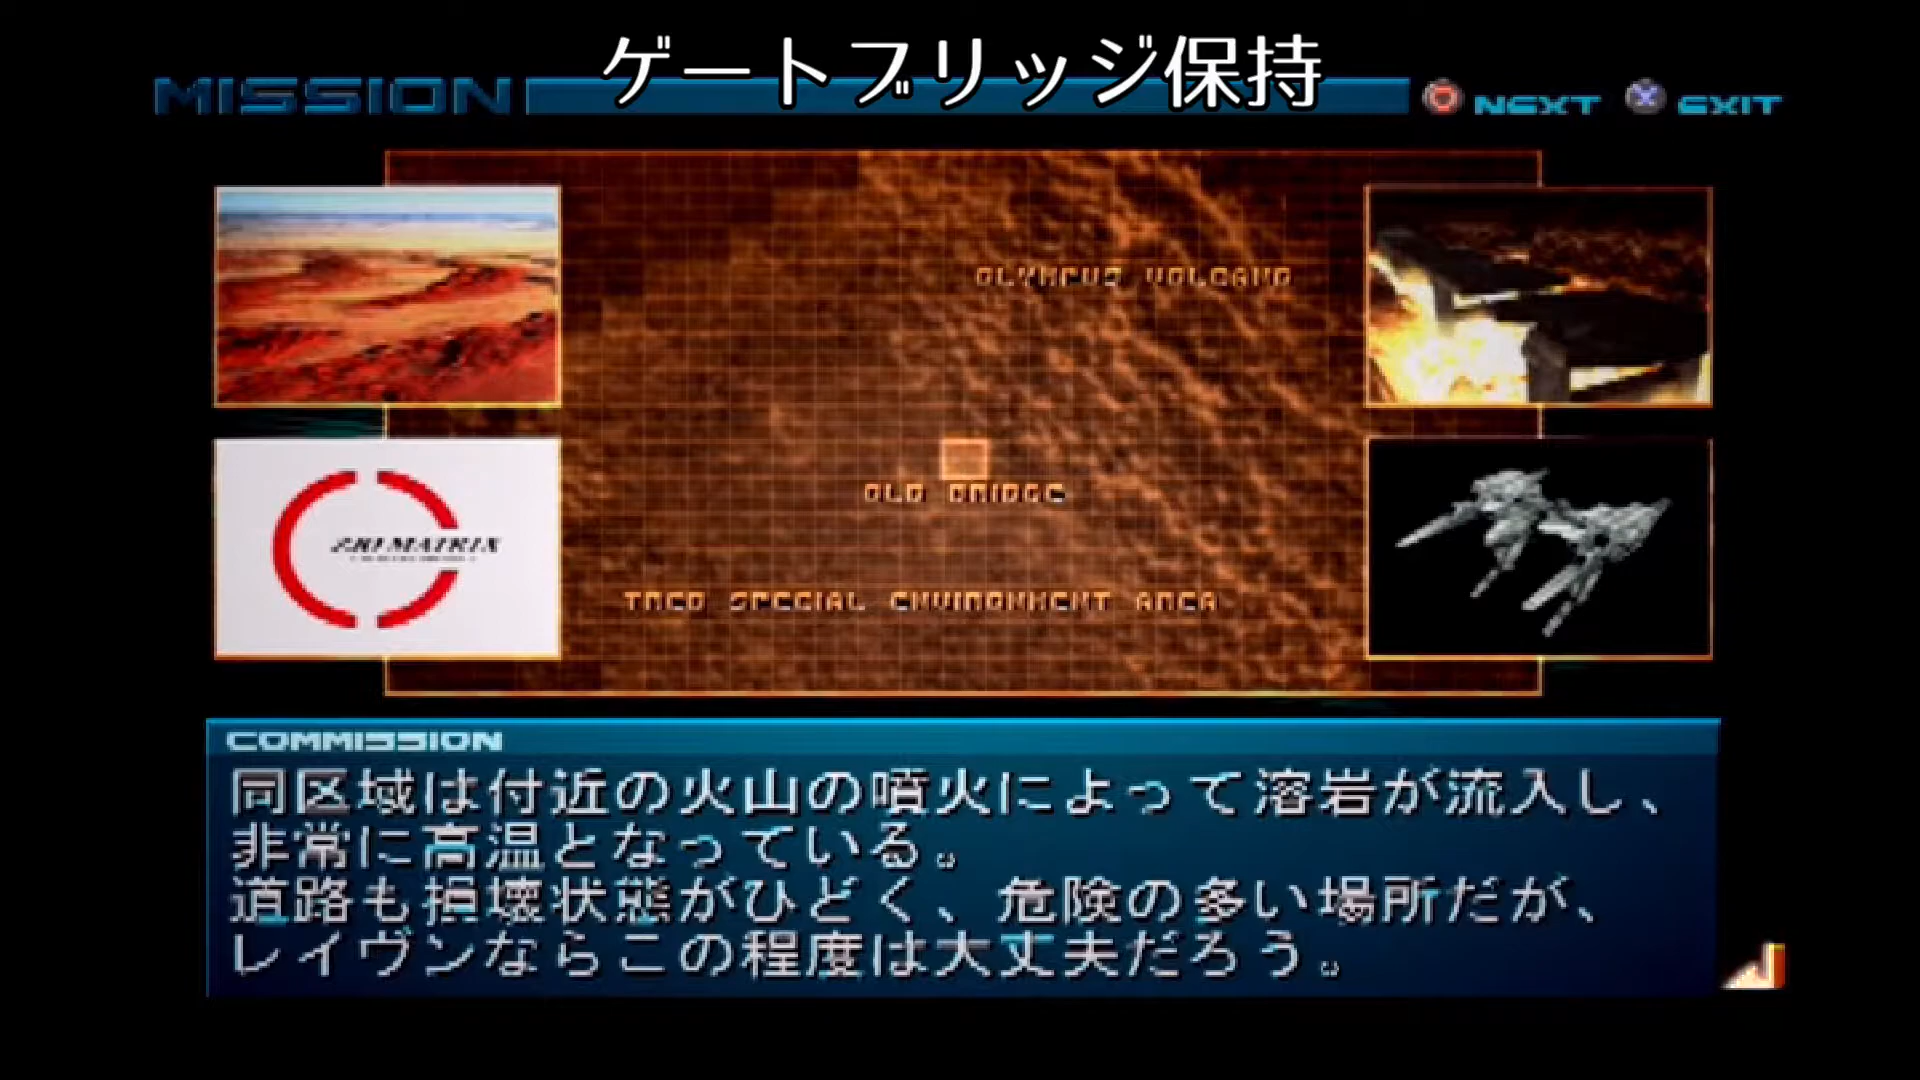 ゲートブリッジ保持
MISSION
NEXT
EXIT
OLYMPUS VOLCANO
OLD BRIDGE
ZIO MATRIX
TNCO SPECIAL ENVIRONMENT AREA
COMMISSION
同区域は付近の火山の噴火によって溶岩が流入し、
非常に高温となっている。
道路も損壊状態がひどく、危険の多い場所だが、
レイヴンならこの程度は大丈夫だろう。